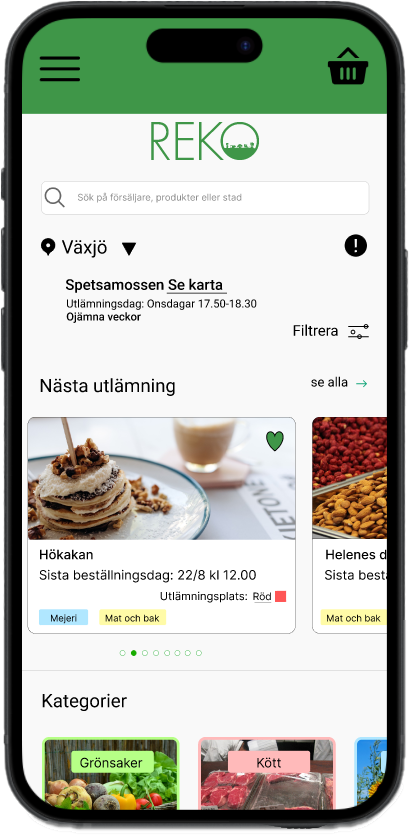 REKO
Sök på försäljare, produkter eller stad
Växjö
Spetsamossen Se karta
Utlämningsdag: Onsdagar 17.50-18.30
Ojämna veckor
Filtrera
Nästa utlämning
se alla →
Hökakan
Sista beställningsdag: 22/8 kl 12.00
Utlämningsplats: Röd
Mejeri
Mat och bak
Helenes d
Sista best
Mat och bak
Kategorier
Grönsaker
Kött